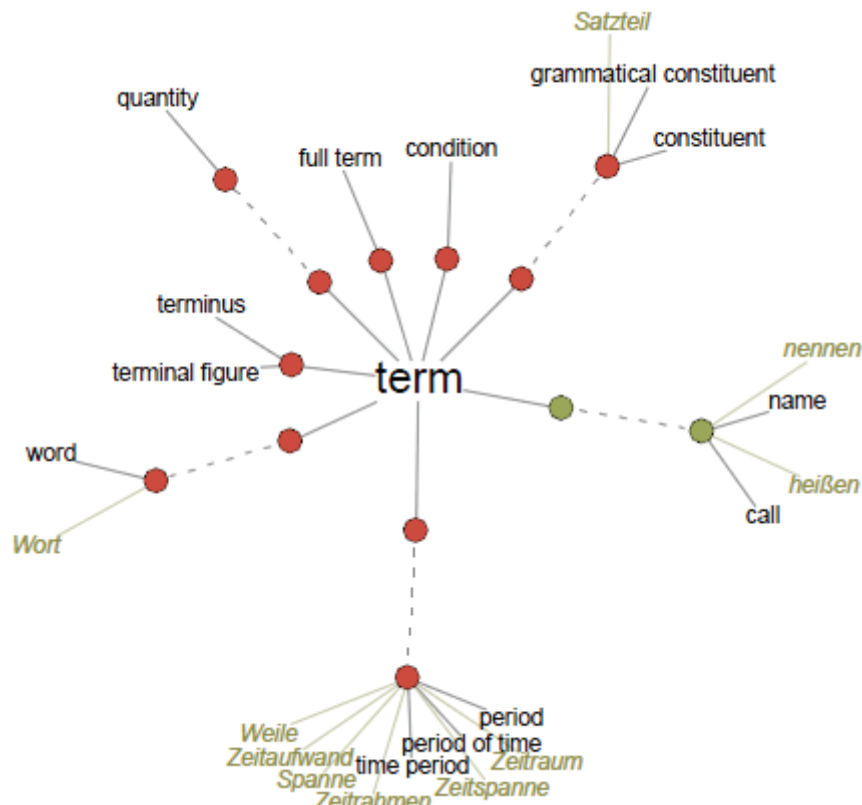 Satzteil
grammatical constituent
quantity
constituent
full term
condition
terminus
nennen
terminal figure
term
name
word
heißen
call
Wort
period
Weile
period of time
Zeitaufwand
Zeitraum
time period
Spanne
Zeitspanne
Zeitrahmen